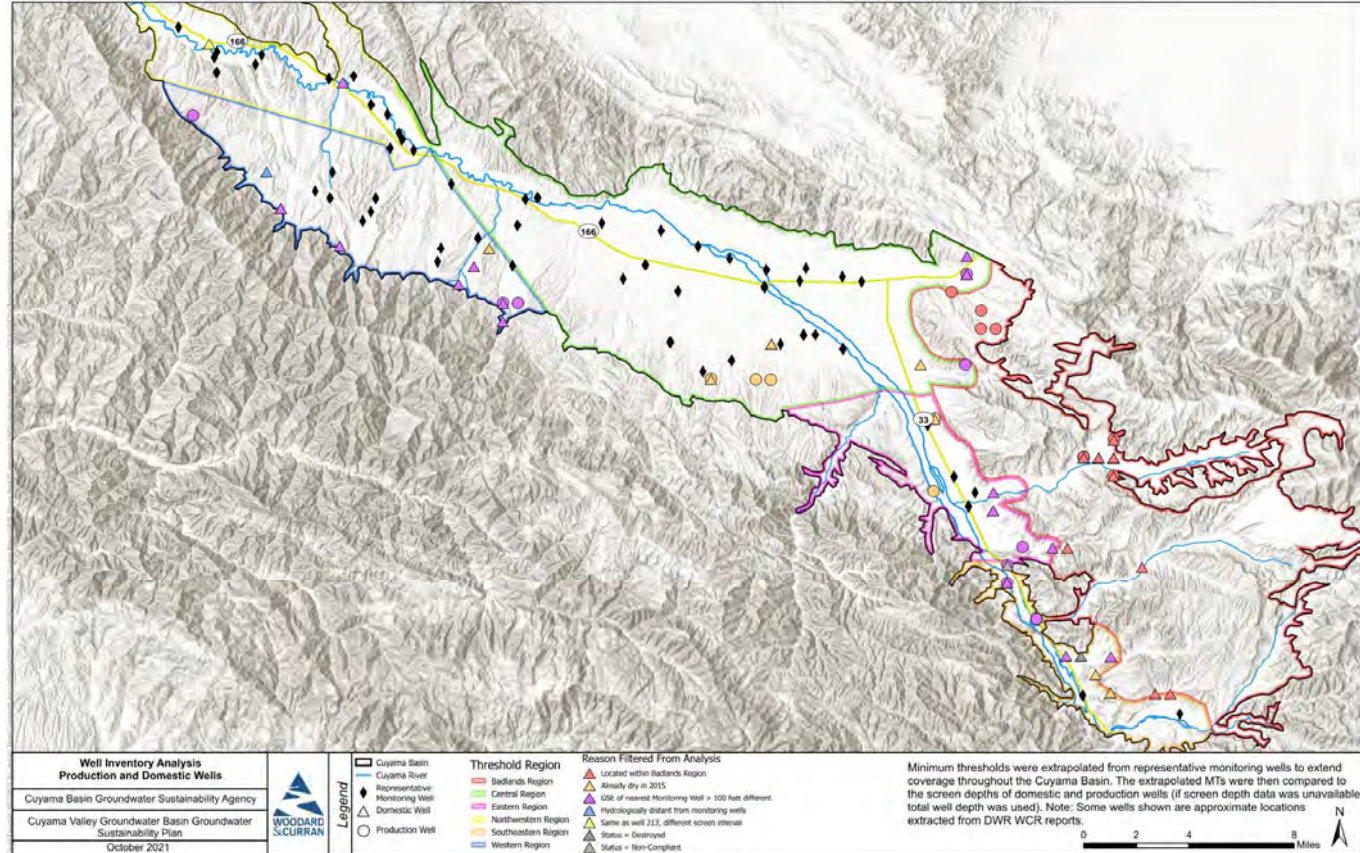 166
166
33
Well Inventory Analysis
Production and Domestic Wells
Cuyama Basin Groundwater Sustainability Agency
Cuyama Valley Groundwater Basin Groundwater
Sustainability Plan
October 2021
WOODARD
&CURRAN
Legend
Cuyama Basin
Cuyama River
Representative
Monitoring Well
Domestic Well
Production Well
Threshold Region
Badlands Region
Central Region
Eastern Region
Northwestern Region
Southeastern Region
Western Region
Reason Filtered From Analysis
Located within Badlands Region
Already dry in 2015
GSE of nearest Monitoring Well > 100 feet different
Hydrologically distant from monitoring wells
Same as well 213, different screen interval
Status = Destroyed
Status = Non-Compliant
Minimum thresholds were extrapolated from representative monitoring wells to extend
coverage throughout the Cuyama Basin. The extrapolated MTs were then compared to
the screen depths of domestic and production wells (if screen depth data was unavailable
total well depth was used). Note: Some wells shown are approximate locations
extracted from DWR WCR reports.
N
0 2 4 8
Miles